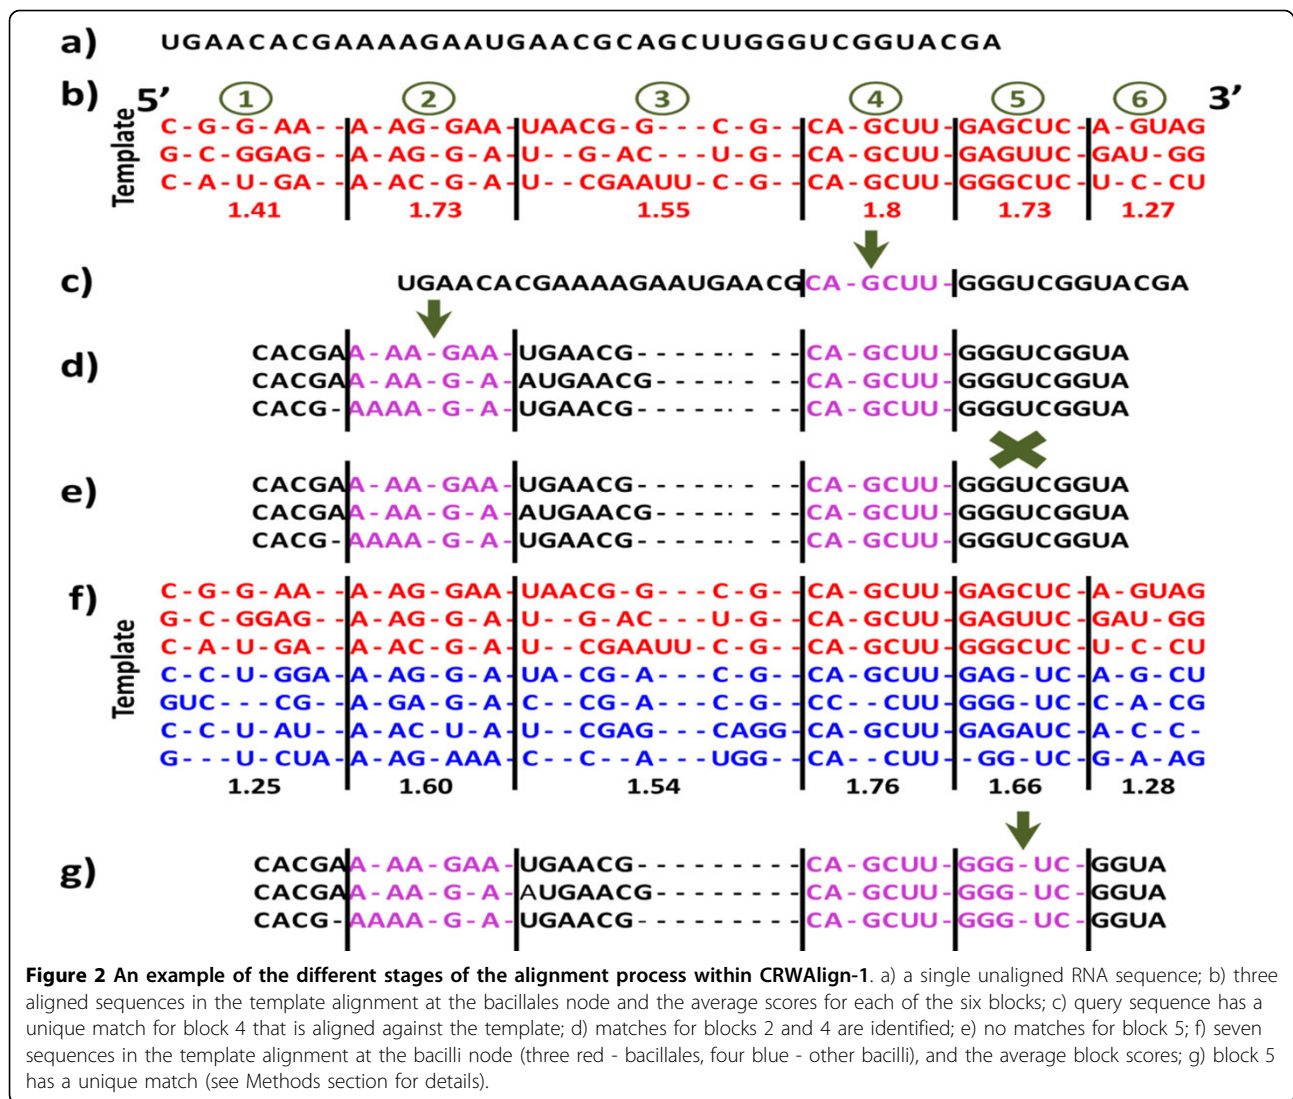 a) UGAACACGAAAAGAAUGAACGCAGCUUGGGUCGGUACGA
b) 5’ 1 2 3 4 5 6 3’
Template
C - G - G - AA - - A - AG - GAA - UAACG - G - - - C - G - - CA - GCUU - GAGCUC - A - GUAG
G - C - GGAG - - A - AG - G - A - U - - G - AC - - - U - G - - CA - GCUU - GAGUUC - GAU - GG
C - A - U - GA - - A - AC - G - A - U - - CGAAUU - C - G - - CA - GCUU - GGGCUC - U - C - CU
1.41 1.73 1.55 1.8 1.73 1.27
c) UGAACACGAAAAGAAUGAACGCA - GCUU - GGGUCGGUACGA
d)
CACGAA - AA - GAA - UGAACG - - - - - - - - CA - GCUU - GGGUCGGUA
CACGAA - AA - G - A - AUGAACG - - - - - - - CA - GCUU - GGGUCGGUA
CACG - AAAA - G - A - UGAACG - - - - - - - - CA - GCUU - GGGUCGGUA
e)
CACGAA - AA - GAA - UGAACG - - - - - - - - CA - GCUU - GGGUCGGUA
CACGAA - AA - G - A - AUGAACG - - - - - - - CA - GCUU - GGGUCGGUA
CACG - AAAA - G - A - UGAACG - - - - - - - - CA - GCUU - GGGUCGGUA
f)
Template
C - G - G - AA - - A - AG - GAA - UAACG - G - - - C - G - - CA - GCUU - GAGCUC - A - GUAG
G - C - GGAG - - A - AG - G - A - U - - G - AC - - - U - G - - CA - GCUU - GAGUUC - GAU - GG
C - A - U - GA - - A - AC - G - A - U - - CGAAUU - C - G - - CA - GCUU - GGGCUC - U - C - CU
C - C - U - GGA - A - AG - G - A - UA - CG - A - - - C - G - - CA - GCUU - GAG - UC - A - G - CU
GUC - - - CG - - A - GA - G - A - C - - CG - A - - - C - G - - CC - - CUU - GGG - UC - C - A - CG
C - C - U - AU - - A - AC - U - A - U - - CGAG - - - CAGG - CA - GCUU - GAGAUC - A - C - C -
G - - - U - CUA - A - AG - AAA - C - - C - - A - - - UGG - - CA - - CUU - - GG - UC - G - A - AG
1.25 1.60 1.54 1.76 1.66 1.28
g)
CACGAA - AA - GAA - UGAACG - - - - - - - - - CA - GCUU - GGG - UC - GGUA
CACGAA - AA - G - A - AUGAACG - - - - - - - - CA - GCUU - GGG - UC - GGUA
CACG - AAAA - G - A - UGAACG - - - - - - - - - CA - GCUU - GGG - UC - GGUA
Figure 2 An example of the different stages of the alignment process within CRWAlign-1. a) a single unaligned RNA sequence; b) three
aligned sequences in the template alignment at the bacillales node and the average scores for each of the six blocks; c) query sequence has a
unique match for block 4 that is aligned against the template; d) matches for blocks 2 and 4 are identified; e) no matches for block 5; f) seven
sequences in the template alignment at the bacilli node (three red - bacillales, four blue - other bacilli), and the average block scores; g) block 5
has a unique match (see Methods section for details).